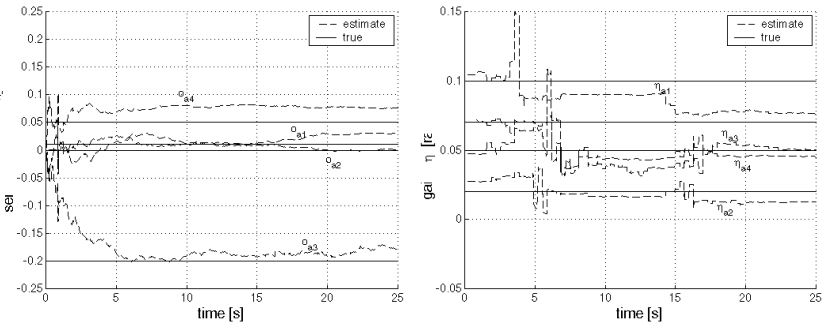 0.25
0.2
0.15
0.1
0.05
0
-0.05
-0.1
-0.15
-0.2
-0.25
0 5 10 15 20 25
time [s]
estimate
true
o a4
o a1
o a2
o a3
0.15
0.1
0.05
0
-0.05
0 5 10 15 20 25
time [s]
gai η [ra
estimate
true
η a1
η a3
η a4
η a2